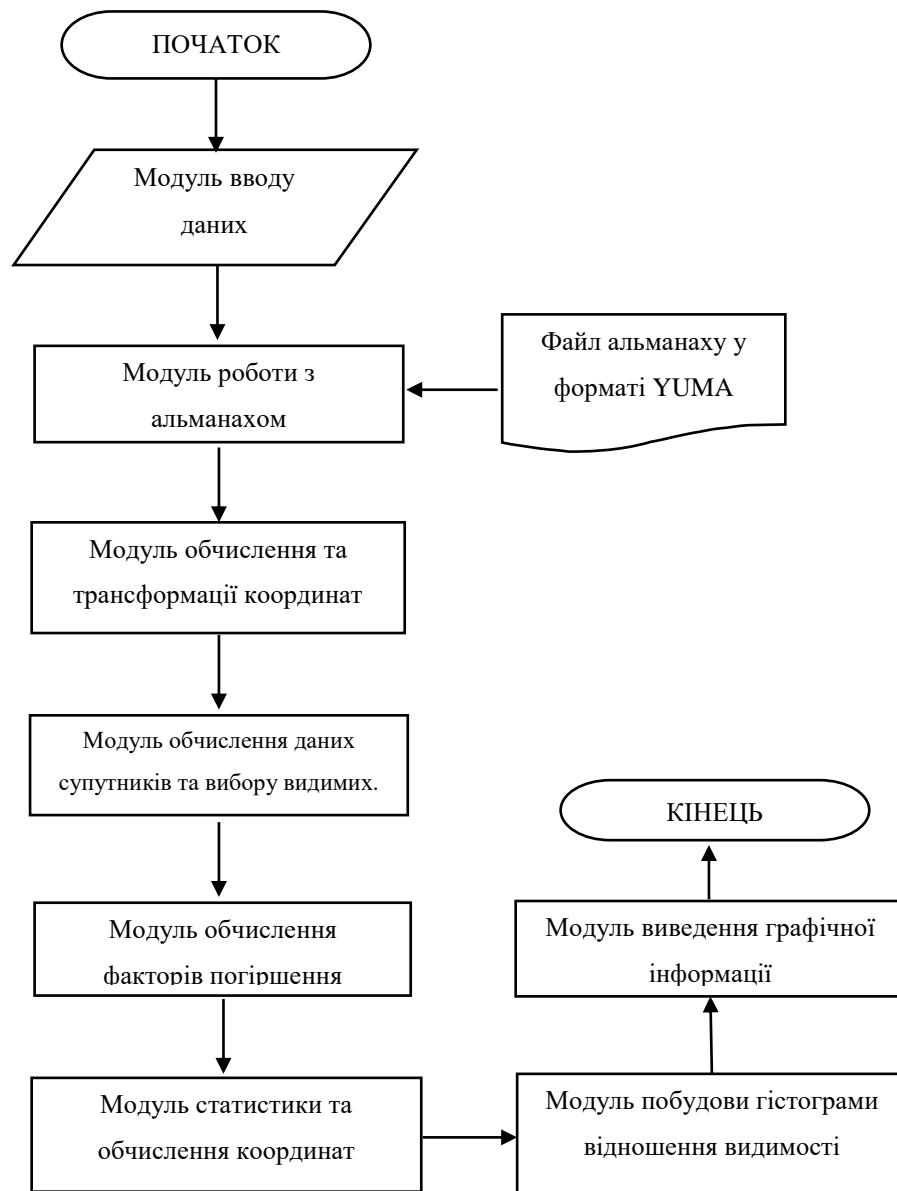 ПОЧАТОК
Модуль вводу
даних
Файл альманаху у
форматі YUMA
Модуль роботи з
альманахом
Модуль обчислення та
трансформації координат
Модуль обчислення даних
супутників та вибору видимих.
Модуль обчислення
факторів погіршення
Модуль статистики та
обчислення координат
Модуль побудови гістограми
відношення видимості
Модуль виведення графічної
інформації
КІНЕЦЬ